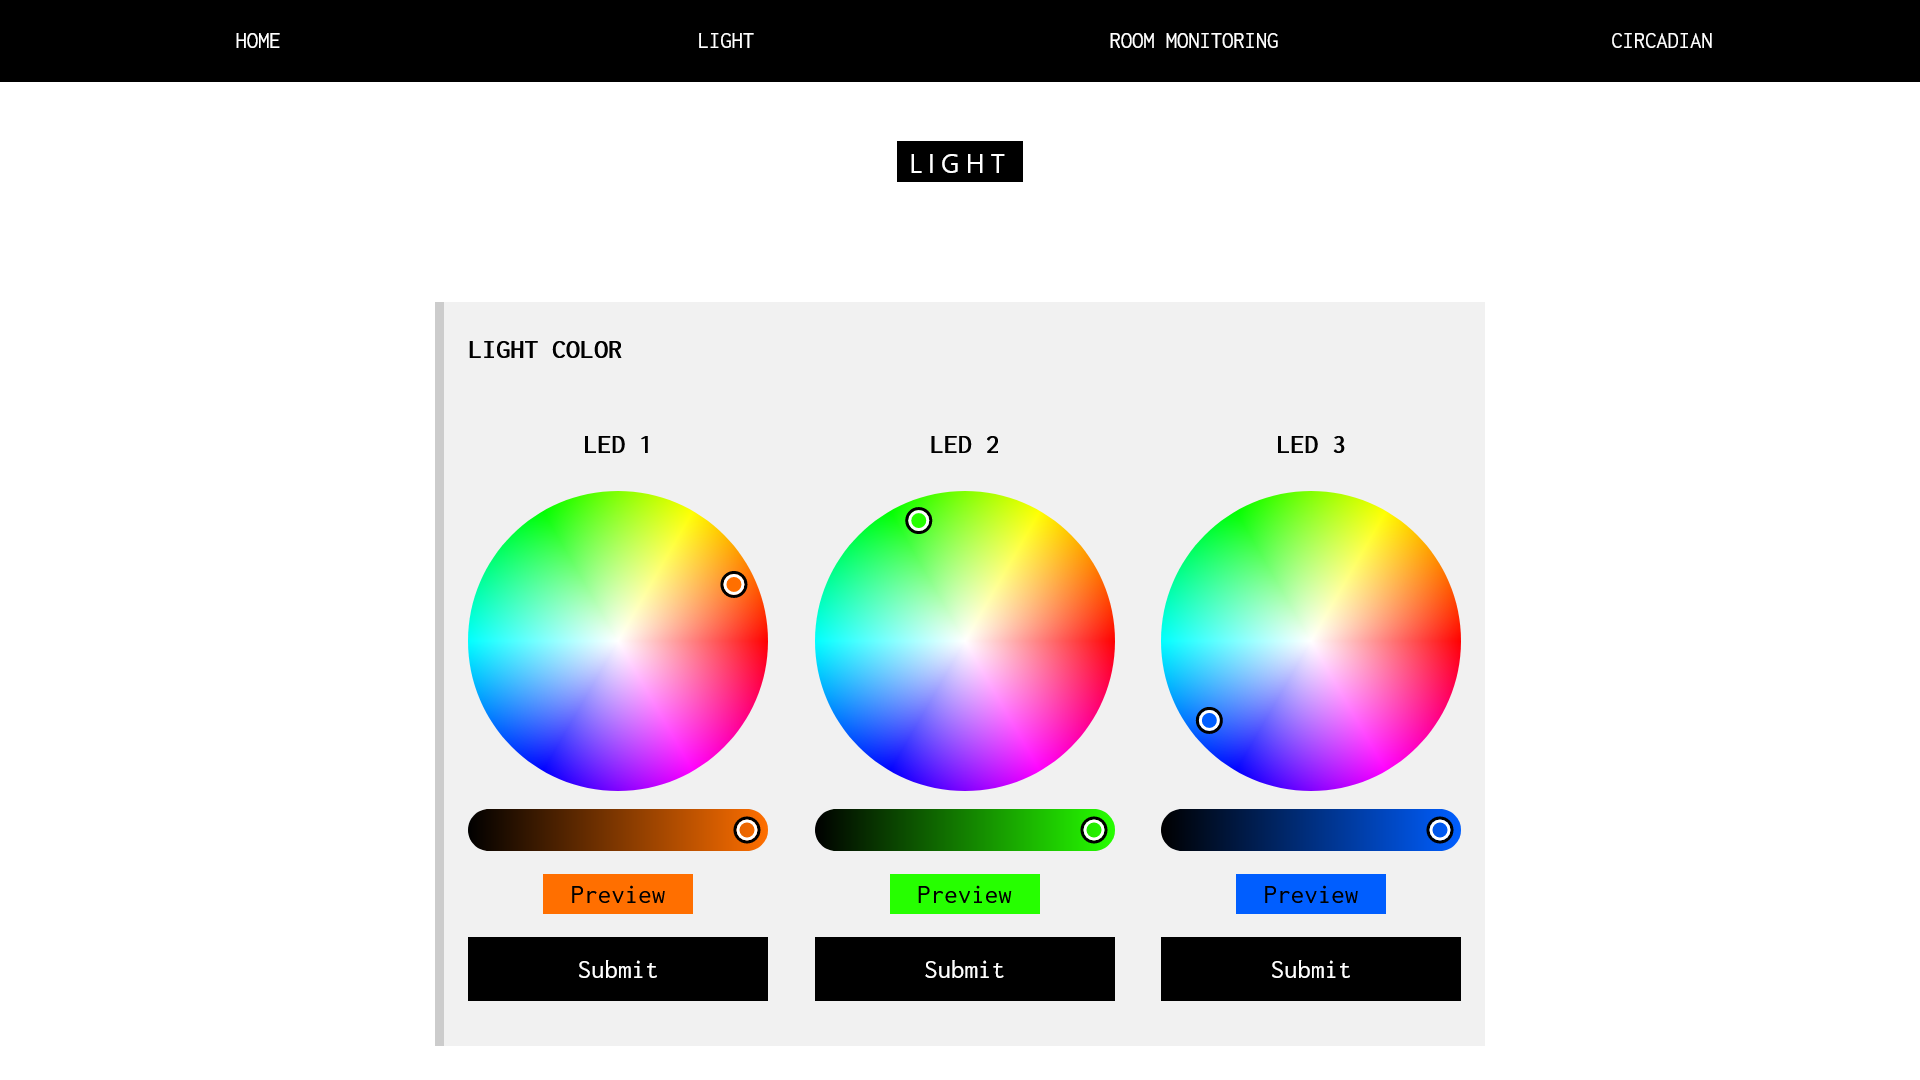 HOME LIGHT ROOM MONITORING CIRCADIAN
LIGHT
LIGHT COLOR
LED 1 LED 2 LED 3
Preview Preview Preview
Submit Submit Submit